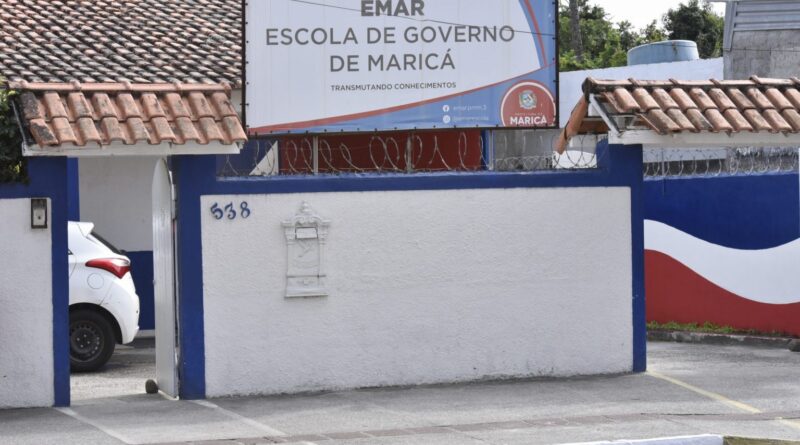 EMAR
ESCOLA DE GOVERNO
DE MARICÁ
TRANSMUTANDO CONHECIMENTOS
MARICÁ
538